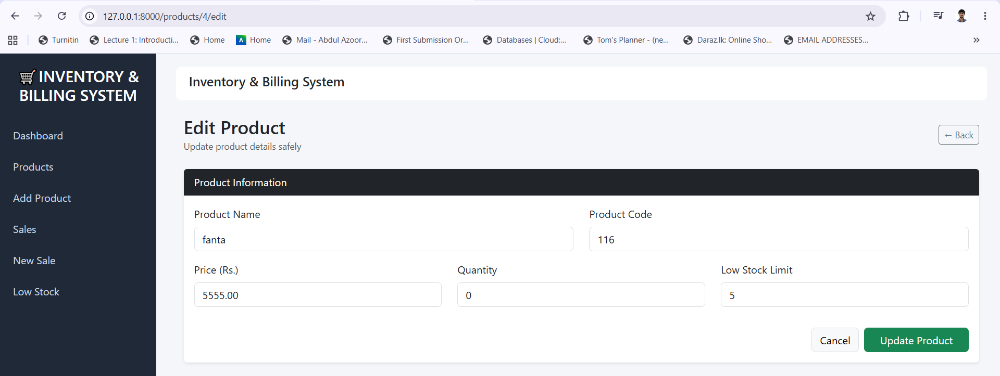 127.0.0.1:8000/products/4/edit
Turnitin Lecture 1: Introducti... Home Home Mail - Abdul Azoor... First Submission Or... Databases | Cloud:... Tom's Planner - (ne... Daraz.lk: Online Sho... EMAIL ADDRESSES... »
INVENTORY &
BILLING SYSTEM
Dashboard
Products
Add Product
Sales
New Sale
Low Stock
Inventory & Billing System
Edit Product
Update product details safely
← Back
Product Information
Product Name Product Code
fanta 116
Price (Rs.) Quantity Low Stock Limit
5555.00 0 5
Cancel Update Product